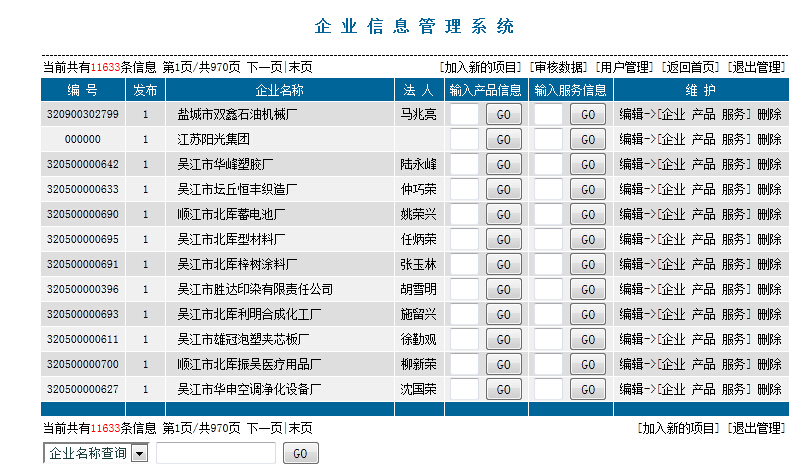 企业信息管理系统
当前共有11633条信息 第1页/共970页 下一页|末页 [加入新的项目] [审核数据] [用户管理] [返回首页] [退出管理]
编 号 发布 企业名称 法 人 输入产品信息 输入服务信息 维 护
320900302799 1 盐城市双鑫石油机械厂 马兆亮 GO GO 编辑->[企业 产品 服务] 删除
000000 1 江苏阳光集团 GO GO 编辑->[企业 产品 服务] 删除
320500000642 1 吴江市华峰塑胶厂 陆永峰 GO GO 编辑->[企业 产品 服务] 删除
320500000633 1 吴江市坛丘恒丰织造厂 仲巧荣 GO GO 编辑->[企业 产品 服务] 删除
320500000690 1 顺江市北厍蓄电池厂 姚荣兴 GO GO 编辑->[企业 产品 服务] 删除
320500000695 1 吴江市北厍型材料厂 任炳荣 GO GO 编辑->[企业 产品 服务] 删除
320500000691 1 吴江市北厍梓树涂料厂 张玉林 GO GO 编辑->[企业 产品 服务] 删除
320500000396 1 吴江市胜达印染有限责任公司 胡雪明 GO GO 编辑->[企业 产品 服务] 删除
320500000693 1 吴江市北厍利明合成化工厂 施留兴 GO GO 编辑->[企业 产品 服务] 删除
320500000611 1 吴江市雄冠泡塑夹芯板厂 徐勤观 GO GO 编辑->[企业 产品 服务] 删除
320500000700 1 顺江市北厍振吴医疗用品厂 柳新荣 GO GO 编辑->[企业 产品 服务] 删除
320500000627 1 吴江市华申空调净化设备厂 沈国荣 GO GO 编辑->[企业 产品 服务] 删除
当前共有11633条信息 第1页/共970页 下一页|末页 [加入新的项目] [退出管理]
企业名称查询 GO